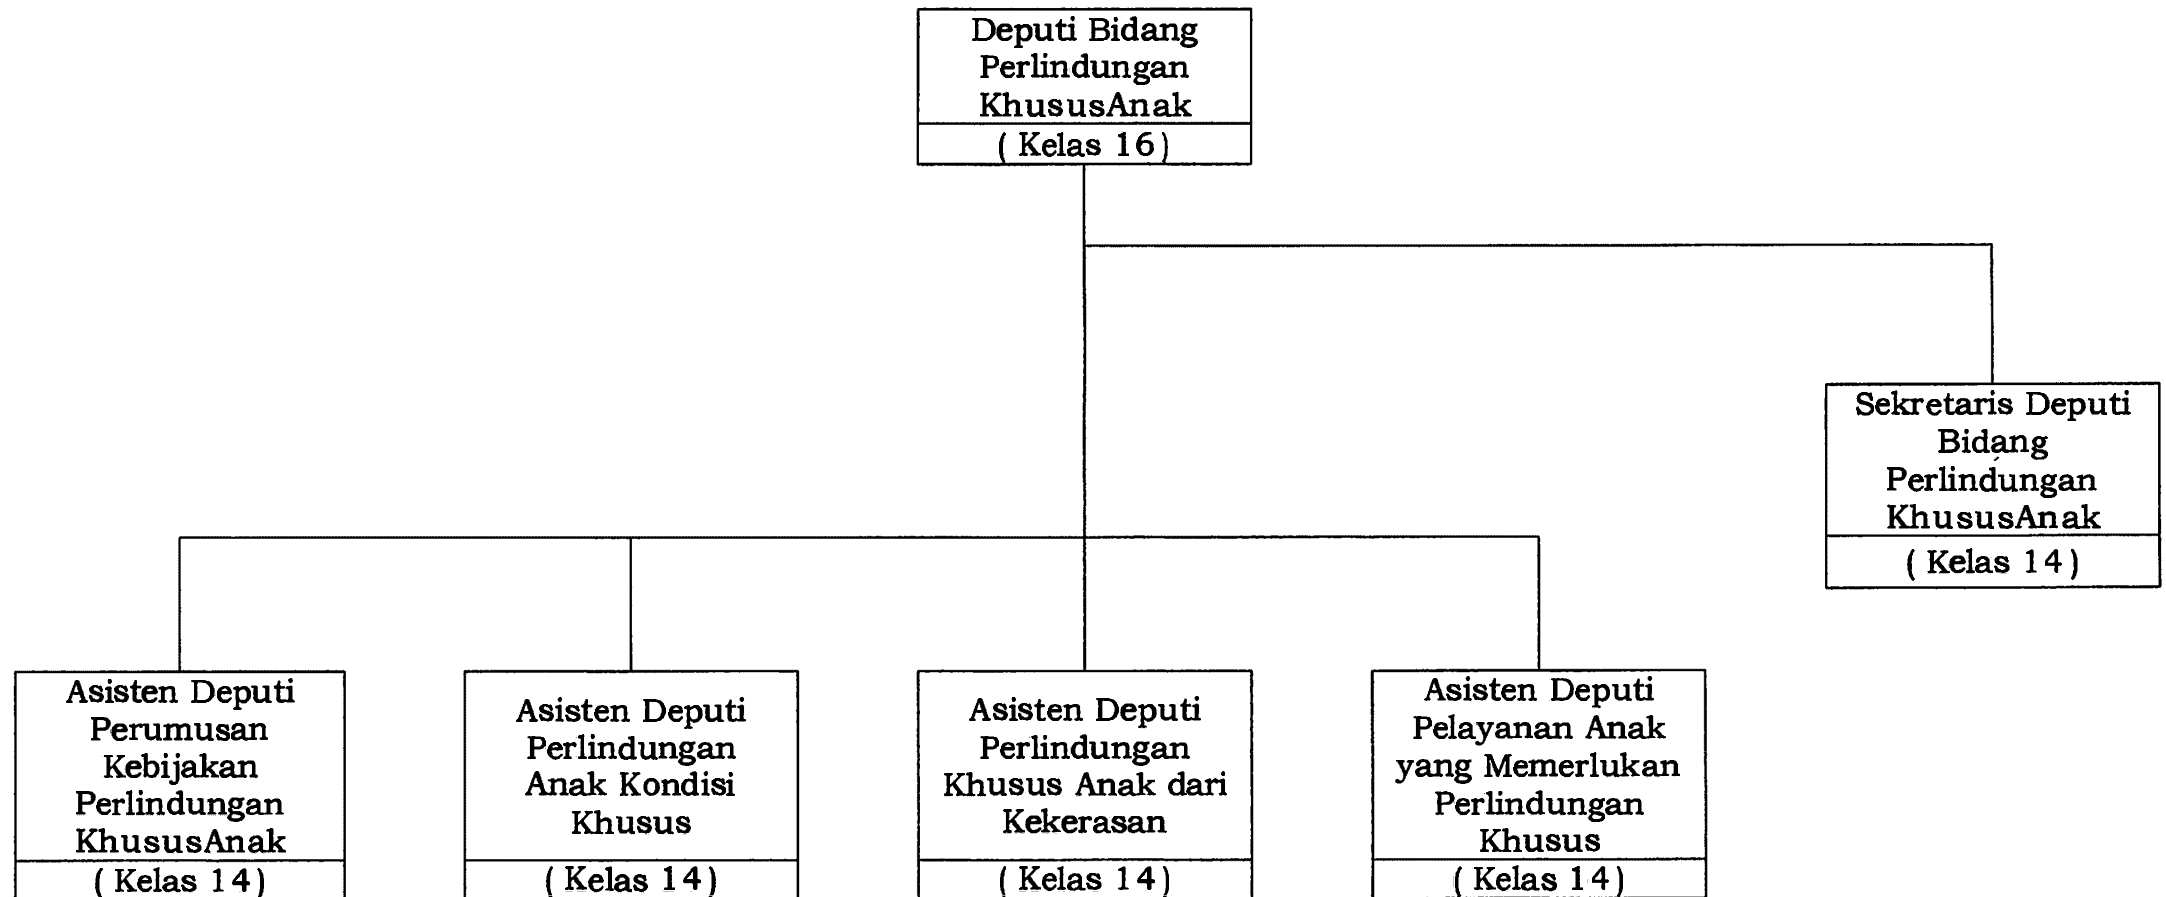 Deputi Bidang
Perlindungan
KhususAnak
( Kelas 16)
Sekretaris Deputi
Bidang
Perlindungan
KhususAnak
( Kelas 14)
Asisten Deputi
Perumusan
Kebijakan
Perlindungan
KhususAnak
( Kelas 14)
Asisten Deputi
Perlindungan
Anak Kondisi
Khusus
( Kelas 14)
Asisten Deputi
Perlindungan
Khusus Anak dari
Kekerasan
( Kelas 14)
Asisten Deputi
Pelayanan Anak
yang Memerlukan
Perlindungan
Khusus
( Kelas 14)